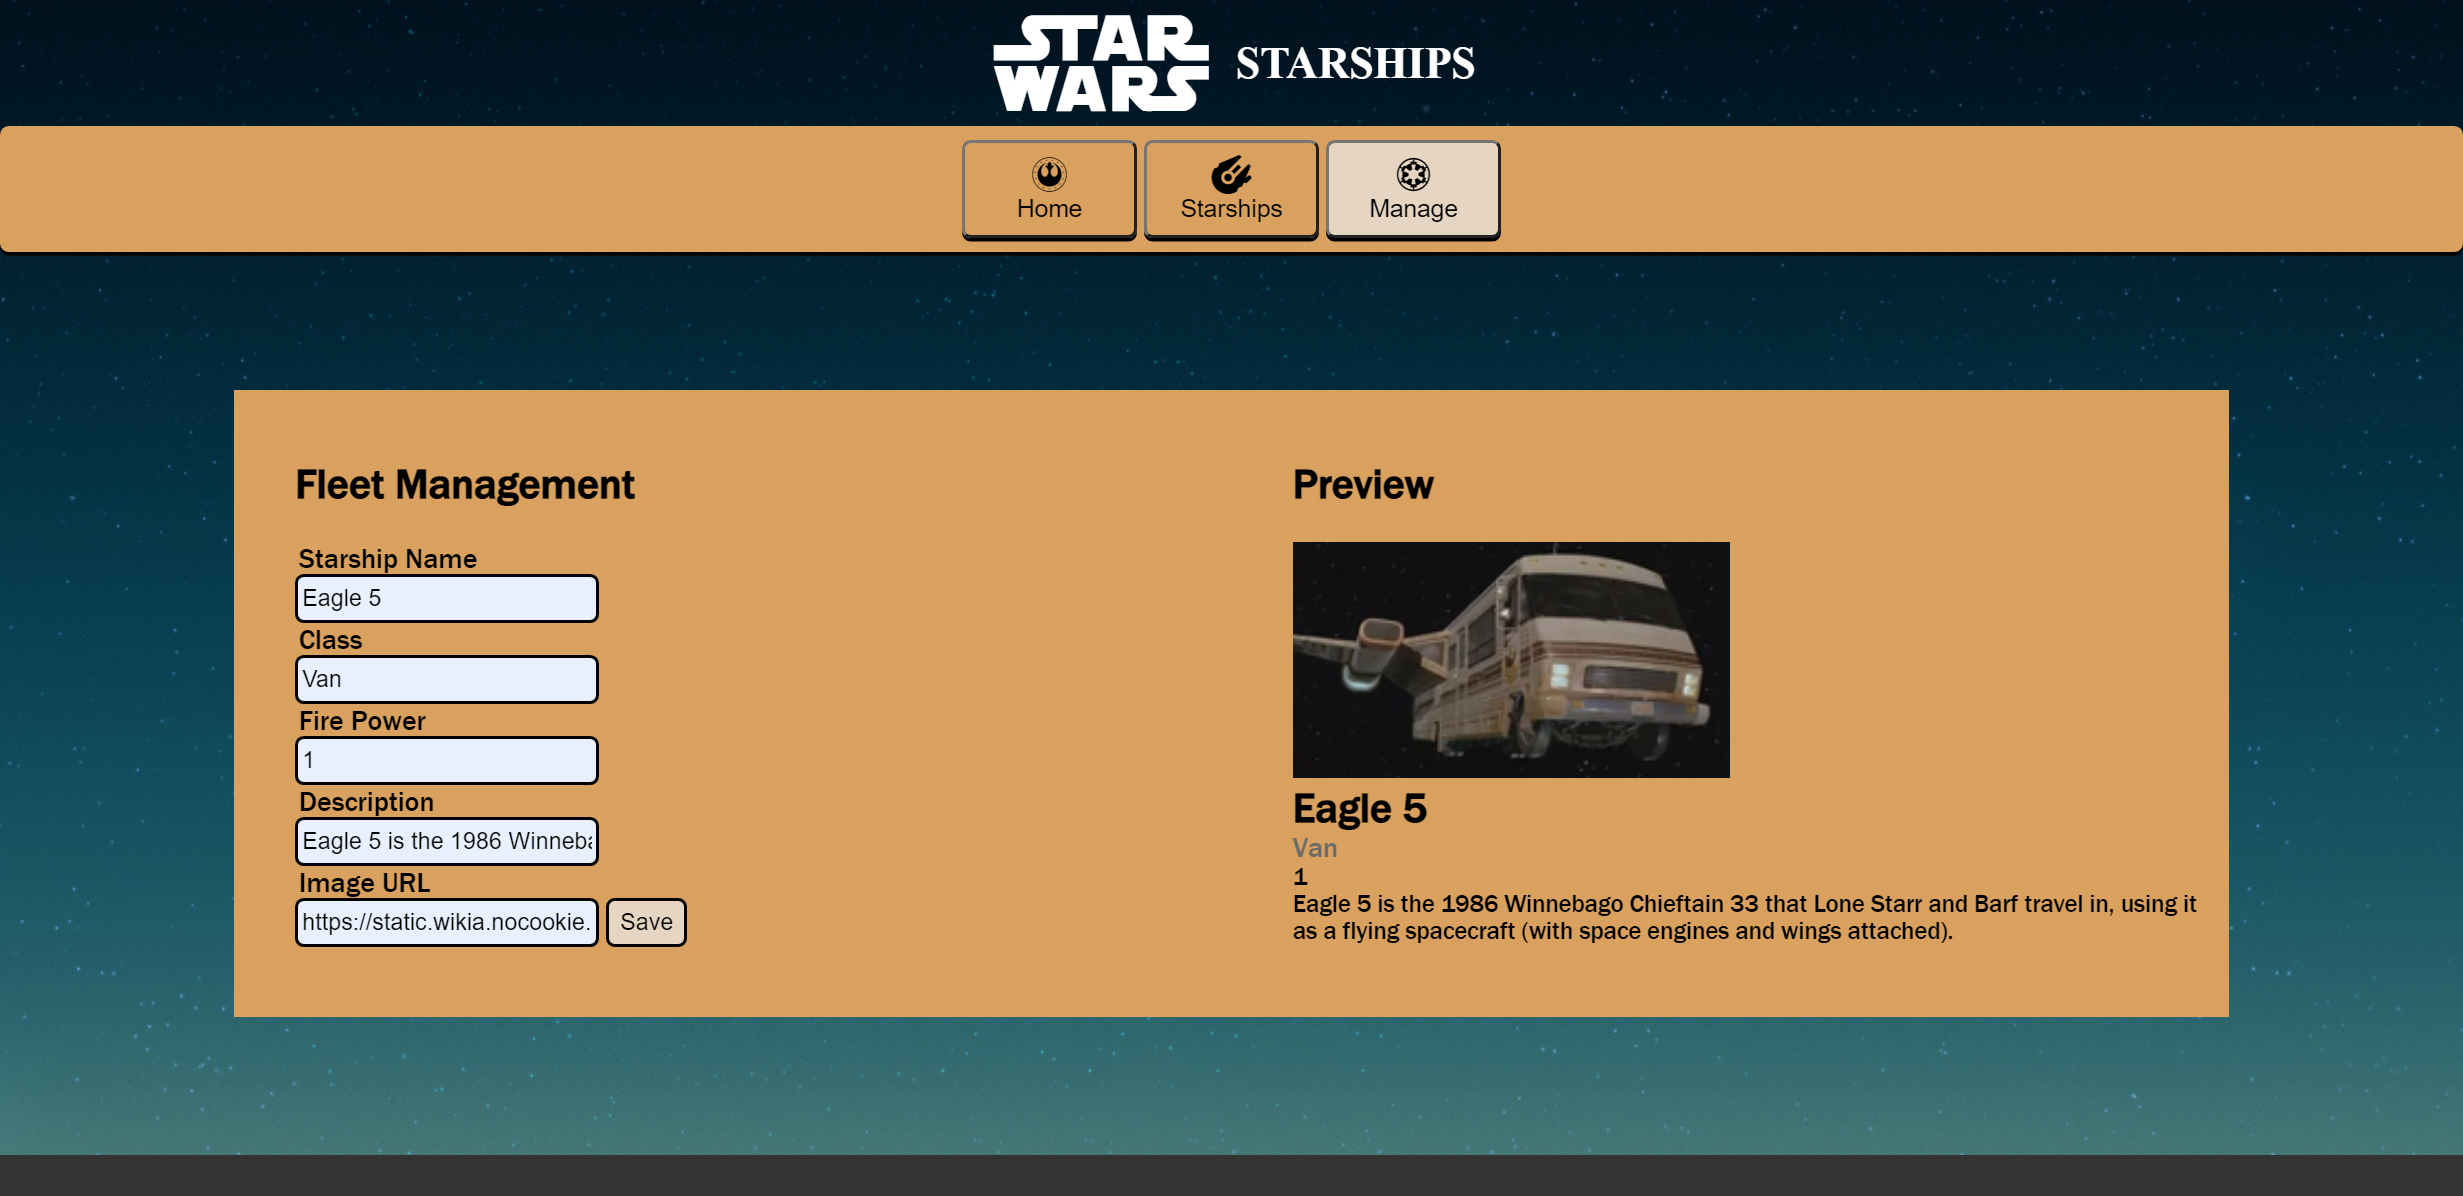 STAR
WARS
STARSHIPS
Home
Starships
Manage
Fleet Management
Starship Name
Eagle 5
Class
Van
Fire Power
1
Description
Eagle 5 is the 1986 Winneba
Image URL
https://static.wikia.nocookie.
Save
Preview
Eagle 5
Van
1
Eagle 5 is the 1986 Winnebago Chieftain 33 that Lone Starr and Barf travel in, using it
as a flying spacecraft (with space engines and wings attached).